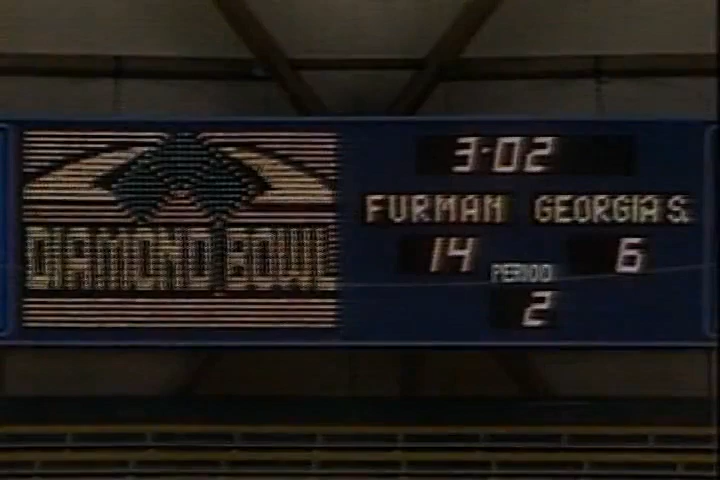 DIAMOND BOWL
3:02
FURMAN GEORGIA S.
14 6
PERIOD
2